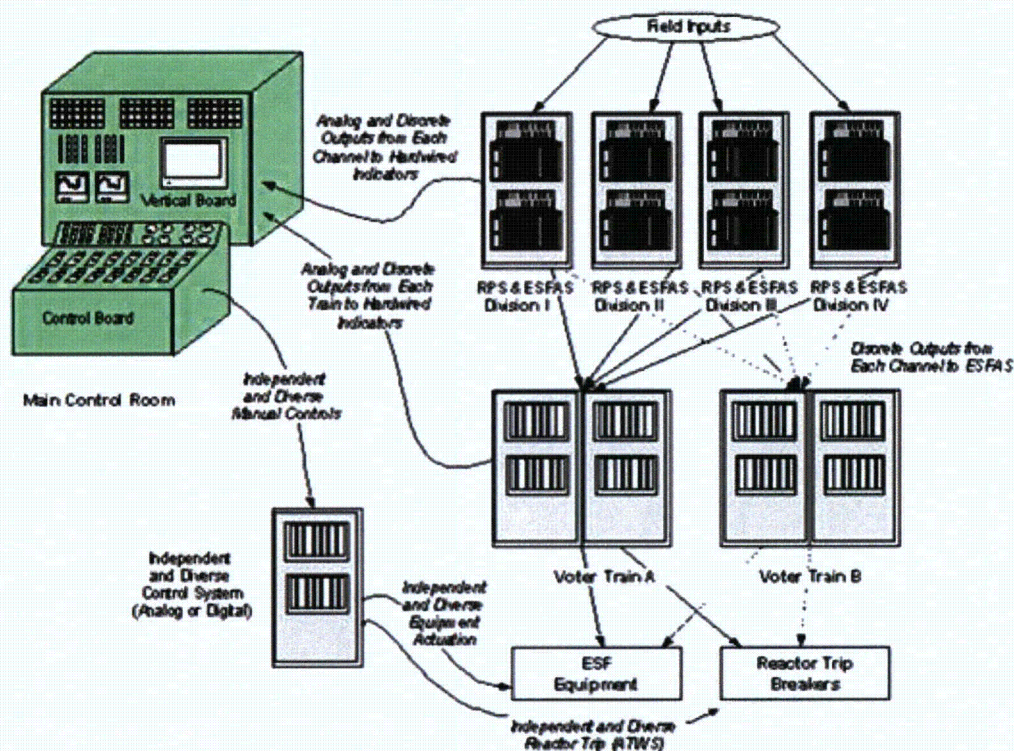 Field Inputs
Analog and Discrete
Outputs from Each
Channel to Hardwired
Indicators
Vertical Board
Control Board
Main Control Room
RPS & ESFAS
Division I
RPS & ESFAS
Division II
RPS & ESFAS
Division III
RPS & ESFAS
Division IV
Analog and Discrete
Outputs from Each
Train to Hardwired
Indicators
Discrete Outputs from
Each Channel to ESFAS
Independent
and Diverse
Manual Controls
Voter Train A
Voter Train B
Independent
and Diverse
Control System
(Analog or Digital)
Independent
and Diverse
Equipment
Actuation
ESF
Equipment
Reactor Trip
Breakers
Independent and Diverse
Reactor Trip (ATWS)